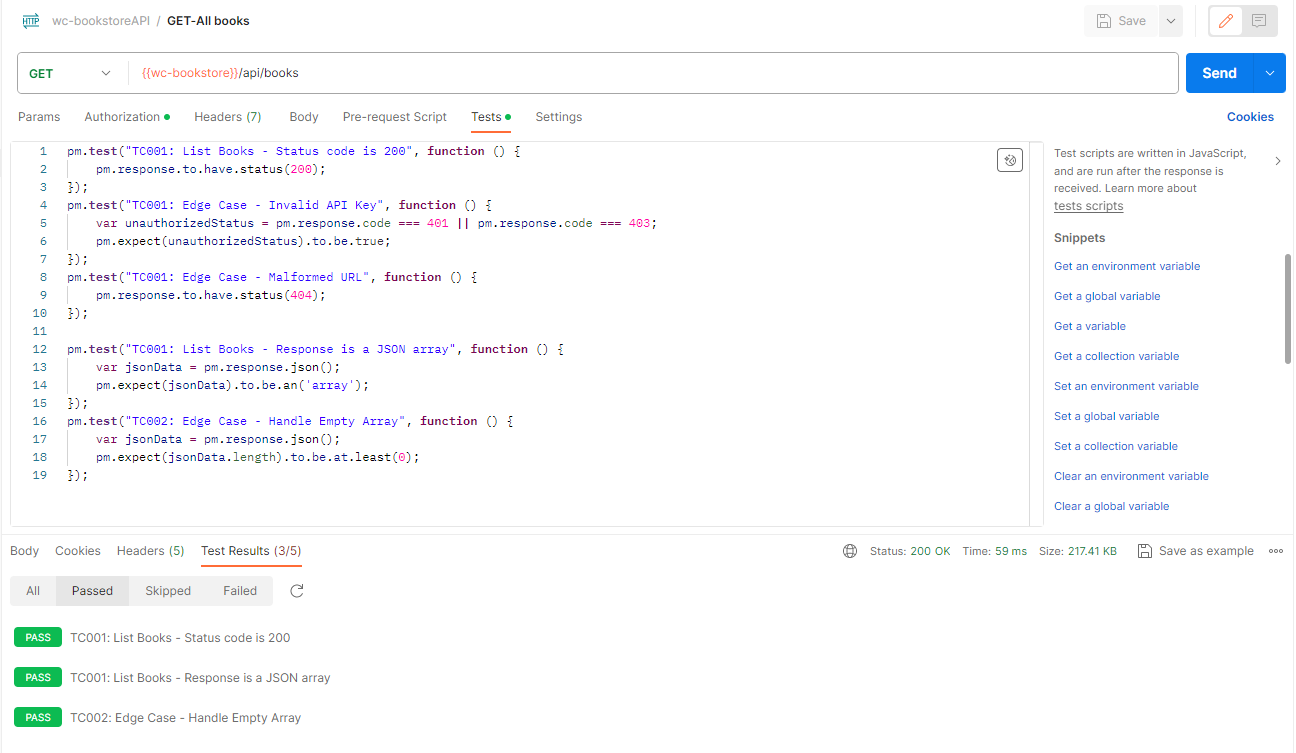 HTTP wc-bookstoreAPI / GET-All books Save
GET {{wc-bookstore}}/api/books Send
Params Authorization Headers (7) Body Pre-request Script Tests Settings Cookies
1 pm.test("TC001: List Books - Status code is 200", function () {
2 pm.response.to.have.status(200);
3 });
4 pm.test("TC001: Edge Case - Invalid API Key", function () {
5 var unauthorizedStatus = pm.response.code === 401 || pm.response.code === 403;
6 pm.expect(unauthorizedStatus).to.be.true;
7 });
8 pm.test("TC001: Edge Case - Malformed URL", function () {
9 pm.response.to.have.status(404);
10 });
11
12 pm.test("TC001: List Books - Response is a JSON array", function () {
13 var jsonData = pm.response.json();
14 pm.expect(jsonData).to.be.an('array');
15 });
16 pm.test("TC002: Edge Case - Handle Empty Array", function () {
17 var jsonData = pm.response.json();
18 pm.expect(jsonData.length).to.be.at.least(0);
19 });
Test scripts are written in JavaScript,
and are run after the response is
received. Learn more about
tests scripts
Snippets
Get an environment variable
Get a global variable
Get a variable
Get a collection variable
Set an environment variable
Set a global variable
Set a collection variable
Clear an environment variable
Clear a global variable
Body Cookies Headers (5) Test Results (3/5) Status: 200 OK Time: 59 ms Size: 217.41 KB Save as example
All Passed Skipped Failed
PASS TC001: List Books - Status code is 200
PASS TC001: List Books - Response is a JSON array
PASS TC002: Edge Case - Handle Empty Array